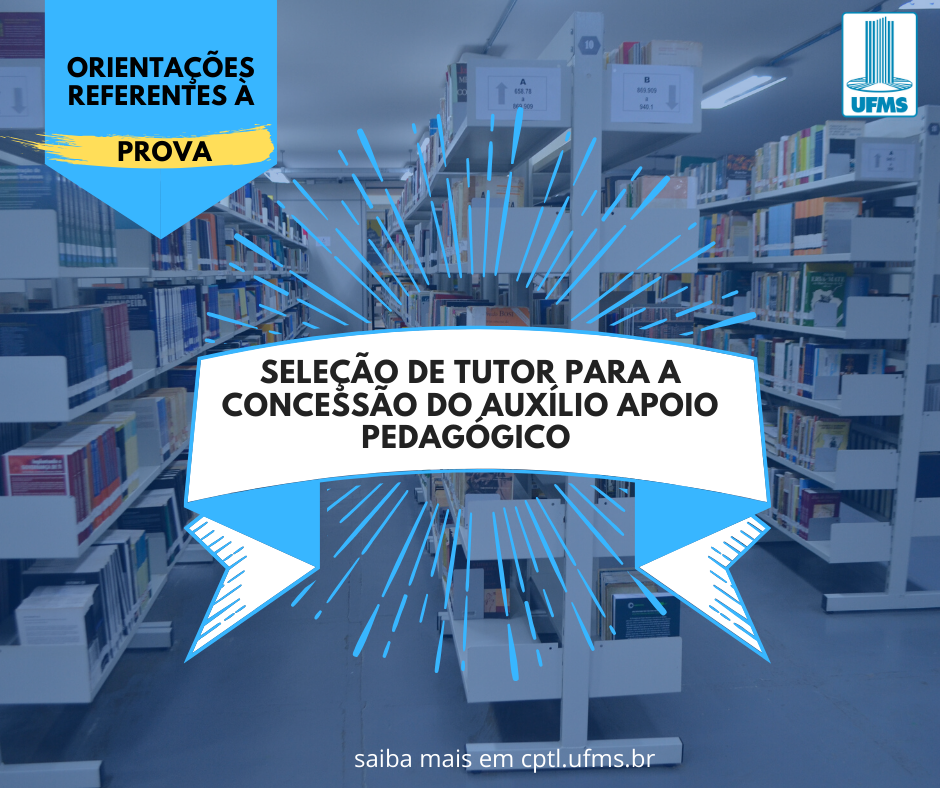 ORIENTAÇÕES
REFERENTES À
PROVA
UFMS
10
A
B
SELEÇÃO DE TUTOR PARA A
CONCESSÃO DO AUXÍLIO APOIO
PEDAGÓGICO
saiba mais em cptl.ufms.br